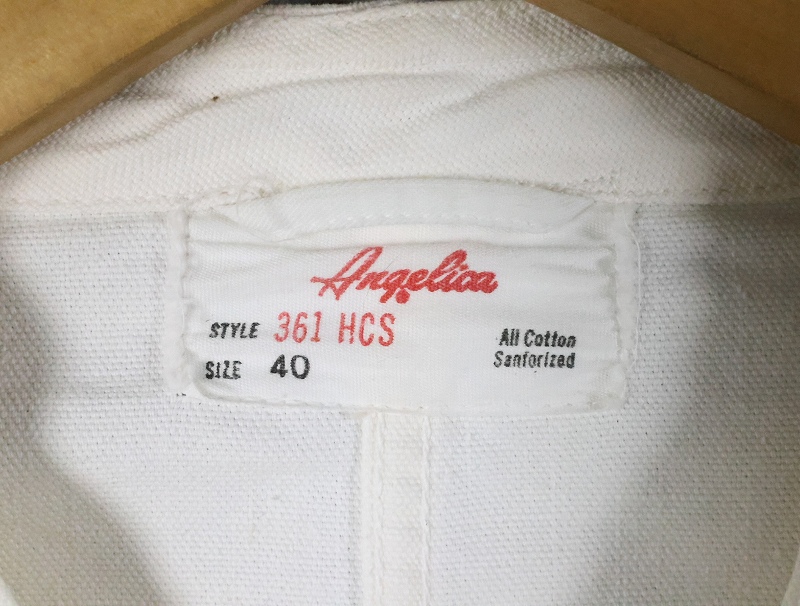 Angelica
STYLE 361 HCS
All Cotton
SIZE 40
Sanforized